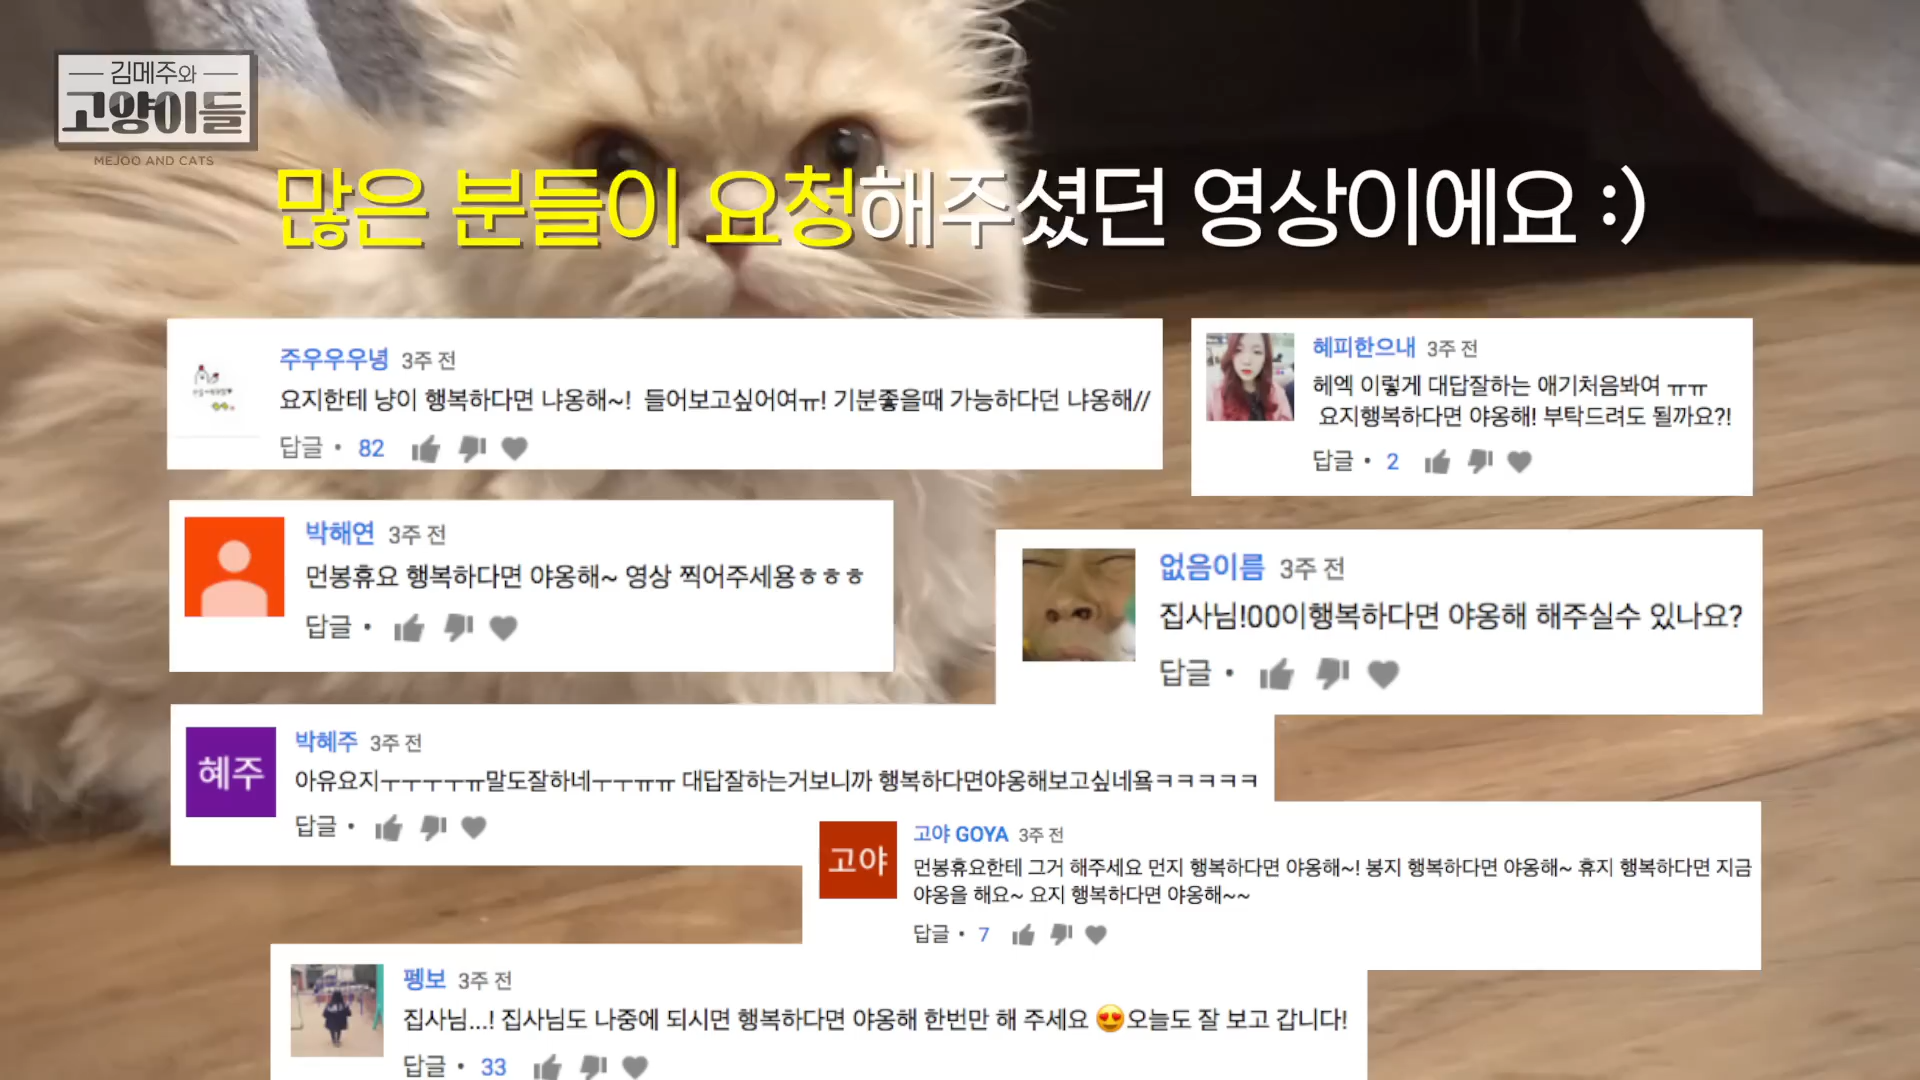 김메주와
고양이들
MEJOO AND CATS
많은 분들이 요청해주셨던 영상이에요 :)
주우우우녕 3주 전
요지한테 냥이 행복하다면 냐옹해~! 들어보고싶어여ㅠ! 기분좋을때 가능하다던 냐옹해//
답글 • 82
혜피한으내 3주 전
헤엑 이렇게 대답잘하는 애기처음봐여 ㅠㅠ
요지행복하다면 야옹해! 부탁드려도 될까요?!
답글 • 2
박해연 3주 전
먼봉휴요 행복하다면 야옹해~ 영상 찍어주세용ㅎㅎㅎ
답글 •
없음이름 3주 전
집사님!00이행복하다면 야옹해 해주실수 있나요?
답글 •
혜주
박혜주 3주 전
아유요지ㅜㅜㅜㅜㅠ말도잘하네ㅜㅜㅠㅠ 대답잘하는거보니까 행복하다면야옹해보고싶네욬ㅋㅋㅋㅋㅋ
답글 •
고야
고야 GOYA 3주 전
먼봉휴요한테 그거 해주세요 먼지 행복하다면 야옹해~! 봉지 행복하다면 야옹해~ 휴지 행복하다면 지금
야옹을 해요~ 요지 행복하다면 야옹해~~
답글 • 7
펭보 3주 전
집사님...! 집사님도 나중에 되시면 행복하다면 야옹해 한번만 해 주세요 😍오늘도 잘 보고 갑니다!
답글 • 33